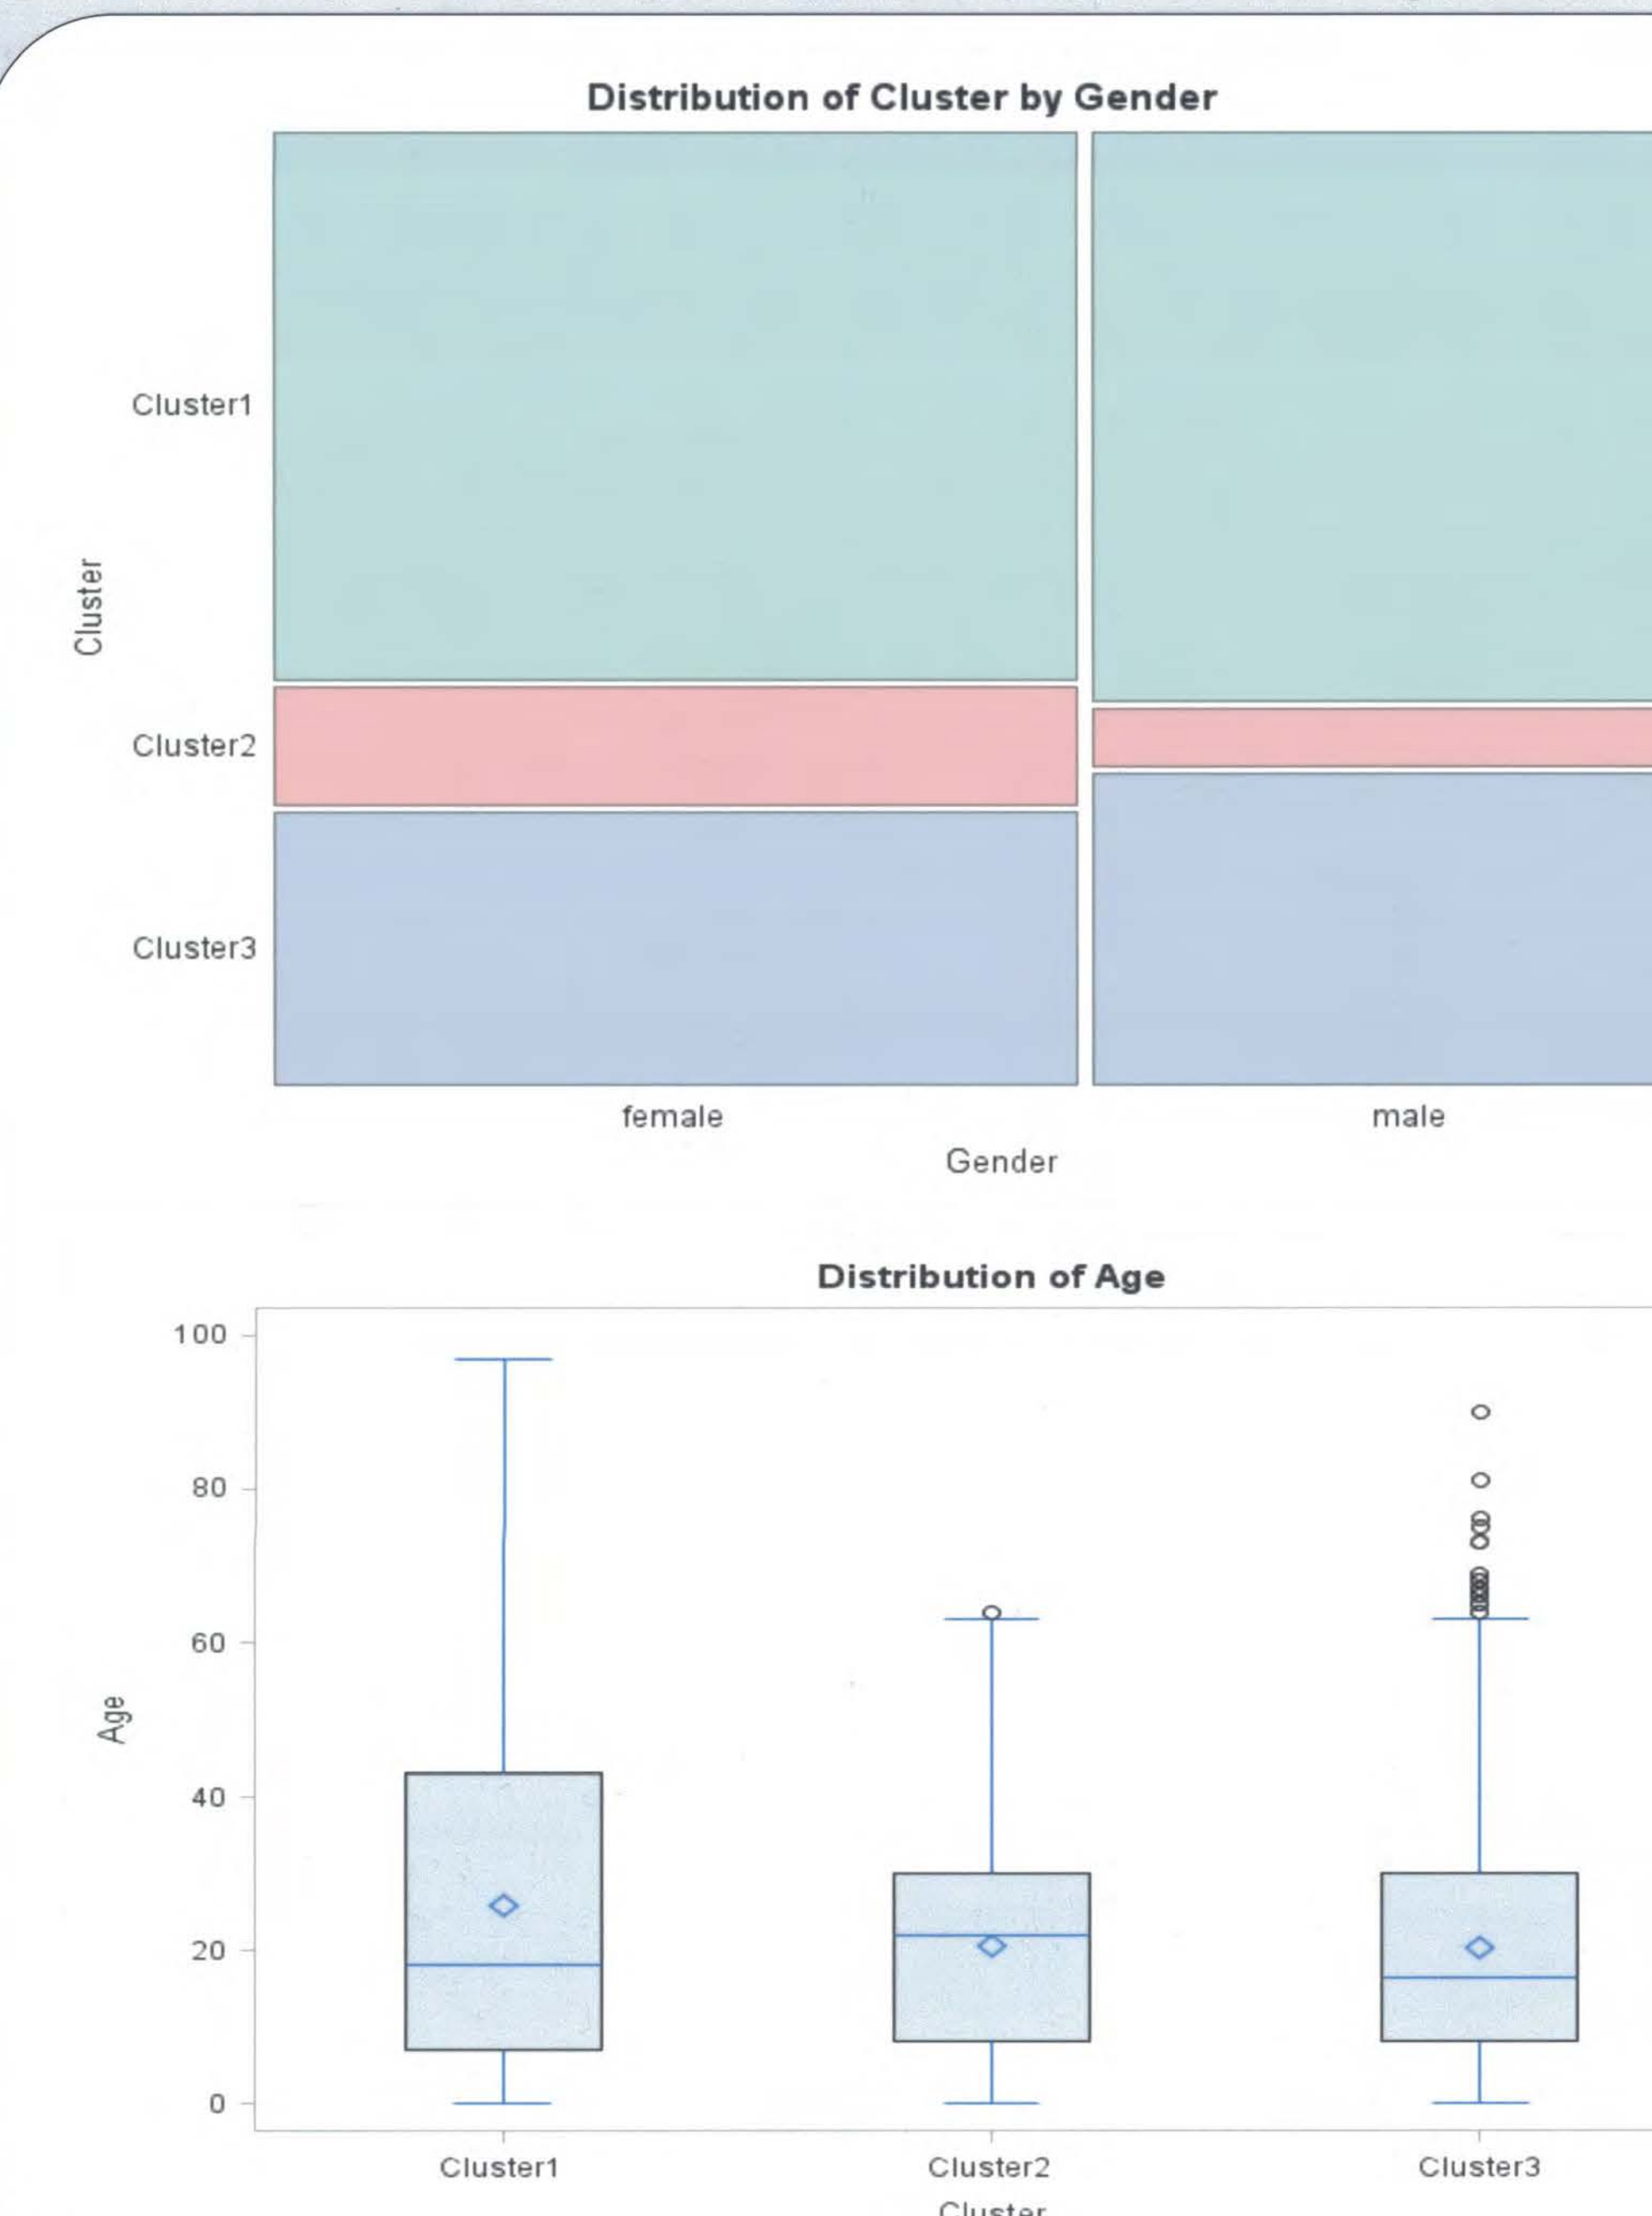 Distribution of Cluster by Gender
Cluster1
Cluster
Cluster2
Cluster3
female
male
Gender
Distribution of Age
100
80
60
Age
40
20
0
Cluster1
Cluster2
Cluster3
Cluster